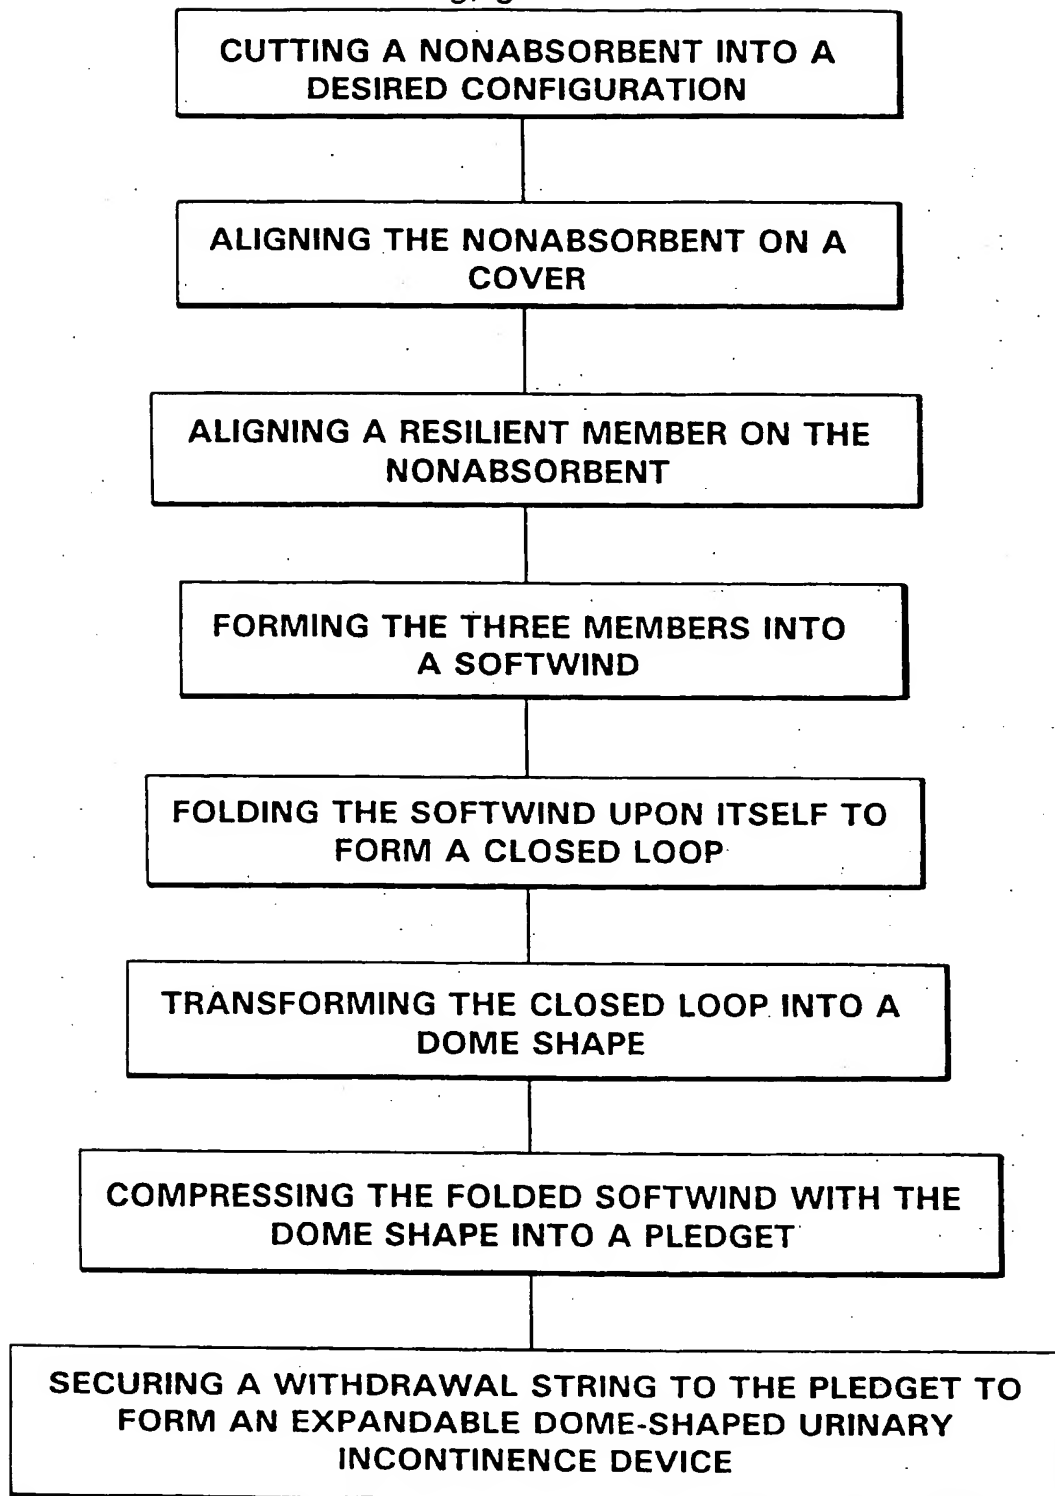 CUTTING A NONABSORBENT INTO A
DESIRED CONFIGURATION
ALIGNING THE NONABSORBENT ON A
COVER
ALIGNING A RESILIENT MEMBER ON THE
NONABSORBENT
FORMING THE THREE MEMBERS INTO
A SOFTWIND
FOLDING THE SOFTWIND UPON ITSELF TO
FORM A CLOSED LOOP
TRANSFORMING THE CLOSED LOOP INTO A
DOME SHAPE
COMPRESSING THE FOLDED SOFTWIND WITH THE
DOME SHAPE INTO A PLEDGET
SECURING A WITHDRAWAL STRING TO THE PLEDGET TO
FORM AN EXPANDABLE DOME-SHAPED URINARY
INCONTINENCE DEVICE